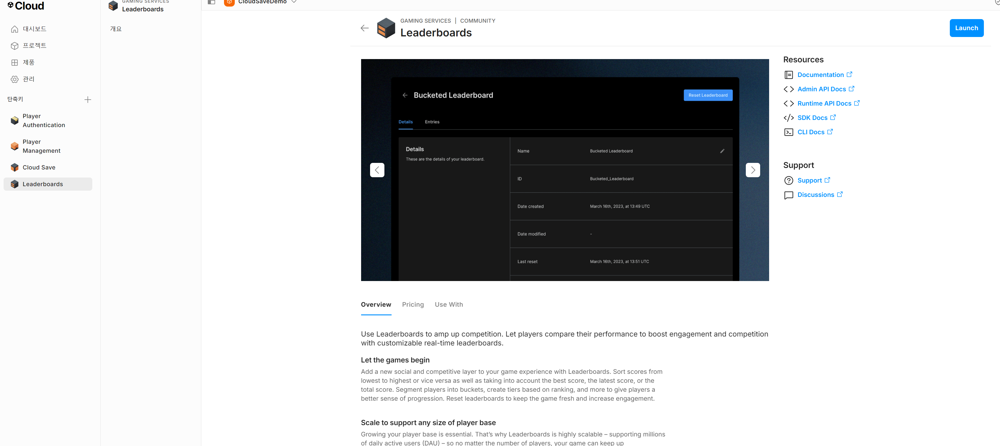 Cloud
대시보드
프로젝트
제품
관리
단축키
Player
Authentication
Player
Management
Cloud Save
Leaderboards
GAMING SERVICES
Leaderboards
개요
CloudSaveDemo
GAMING SERVICES | COMMUNITY
Leaderboards
Launch
Bucketed Leaderboard
Reset Leaderboard
Details
Entries
Details
These are the details of your leaderboard.
Name
Bucketed Leaderboard
ID
Bucketed_Leaderboard
Date created
March 16th, 2023, at 13:49 UTC
Date modified
-
Last reset
March 16th, 2023, at 13:51 UTC
Resources
Documentation
Admin API Docs
Runtime API Docs
SDK Docs
CLI Docs
Support
Support
Discussions
Overview
Pricing
Use With
Use Leaderboards to amp up competition. Let players compare their performance to boost engagement and competition
with customizable real-time leaderboards.
Let the games begin
Add a new social and competitive layer to your game experience with Leaderboards. Sort scores from
lowest to highest or vice versa as well as taking into account the best score, the latest score, or the
total score. Segment players into buckets, create tiers based on ranking, and more to give players a
better sense of progression. Reset leaderboards to keep the game fresh and increase engagement.
Scale to support any size of player base
Growing your player base is essential. That’s why Leaderboards is highly scalable – supporting millions
of daily active users (DAU) – so no matter the number of players, your game can keep up